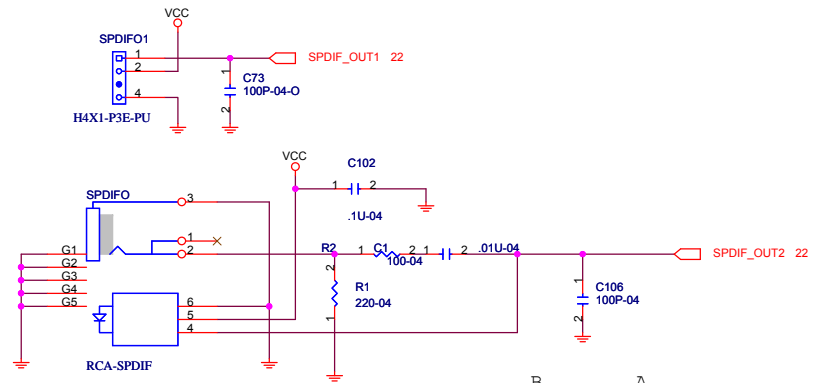 VCC
SPDIFO1
1
2
4
H4X1-P3E-PU
SPDIF_OUT1 22
1
C73
100P-04-O
2
VCC
C102
1 2
.1U-04
SPDIFO
3
1
2
G1
G2
G3
G4
G5
6
5
4
RCA-SPDIF
R2 1 C1 2 1 2 .01U-04
100-04
2
R1
220-04
1
SPDIF_OUT2 22
1
C106
100P-04
2